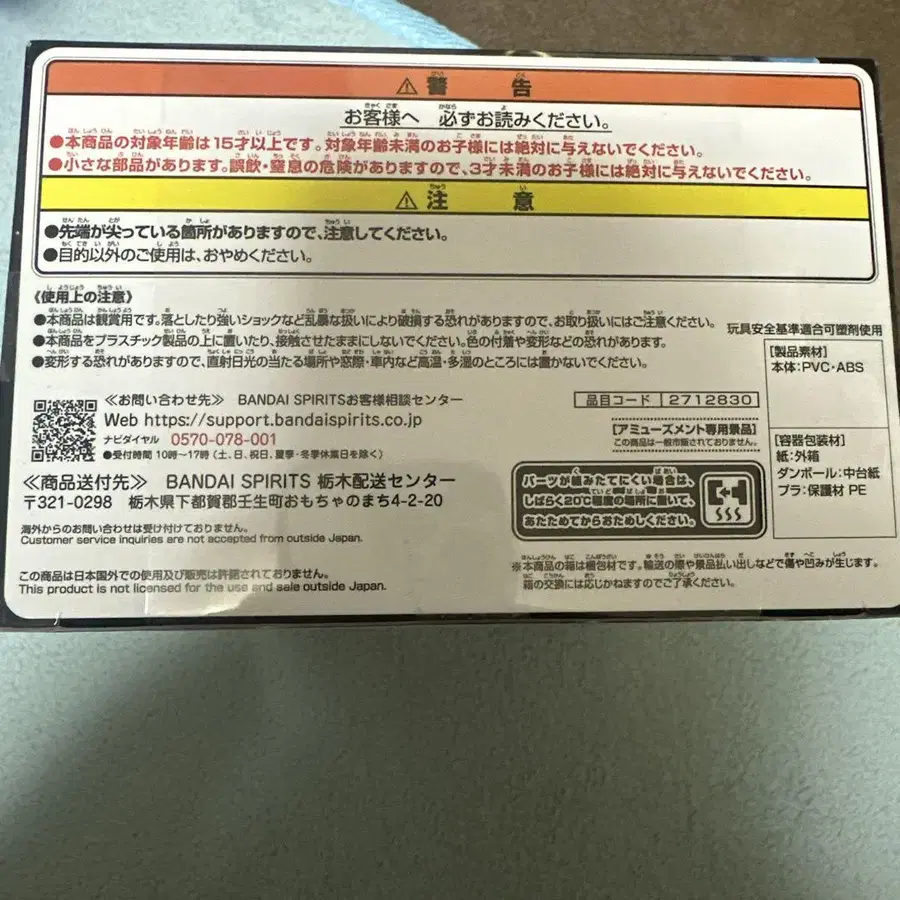 ⚠警告
お客様へ 必ずお読みください。
●本商品の対象年齢は15才以上です。対象年齢未満のお子様には絶対に与えないでください。
●小さな部品があります。誤飲・窒息の危険がありますので、3才未満のお子様には絶対に与えないでください。
⚠注意
●先端が尖っている箇所がありますので、注意してください。
●目的以外のご使用は、おやめください。
《使用上の注意》
●本商品は観賞用です。落としたり強いショックなど乱暴な扱いにより破損する恐れがありますので、お取り扱いにはご注意ください。
●本商品をプラスチック製品の上に置いたり、接触させたままにしないでください。色の付着や変形などの恐れがあります。
●変形する恐れがありますので、直射日光の当たる場所や窓際・車内など高温・多湿のところには置かないでください。
玩具安全基準適合可塑剤使用
[製品素材]
本体:PVC・ABS
≪お問い合わせ先≫ BANDAI SPIRITSお客様相談センター
Web https://support.bandaispirits.co.jp
ナビダイヤル 0570-078-001
●受付時間 10時〜17時(土、日、祝日、夏季・冬季休業日を除く)
品目コード 2712830
[アミューズメント専用景品]
この商品は一般市販されておりません。
[容器包装材]
紙:外箱
ダンボール:中台紙
プラ:保護材 PE
≪商品送付先≫ BANDAI SPIRITS 栃木配送センター
〒321-0298 栃木県下都賀郡壬生町おもちゃのまち4-2-20
パーツが組みたてにくい場合は、
しばらく20℃程度の場所に置いて、
あたためてからおためしください。
海外からのお問い合わせは受け付けておりません。
Customer service inquiries are not accepted from outside Japan.
この商品は日本国外での使用及び販売は許諾されておりません。
This product is not licensed for the use and sale outside Japan.
※本商品の箱は梱包材です。輸送の際や景品払い出しなどで傷や凹みが生じます。
箱の交換には応じかねますのでご了承ください。